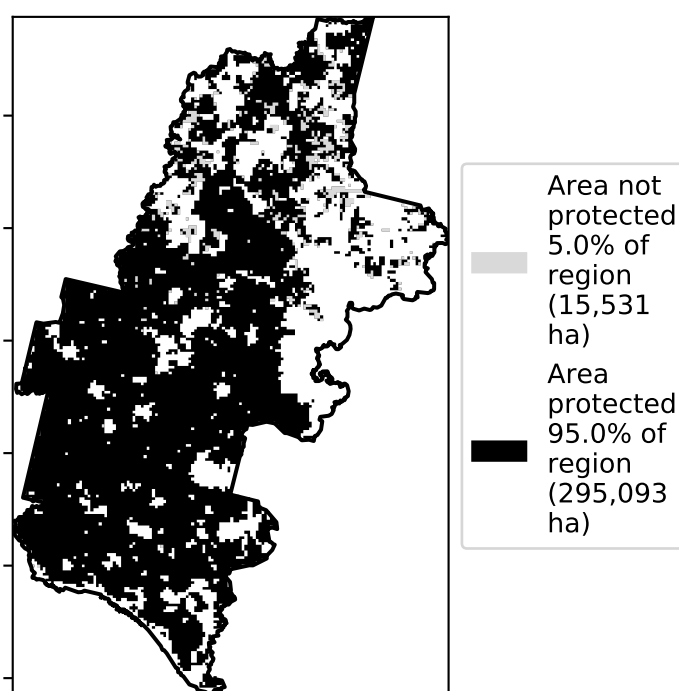 Area not
protected
5.0% of
region
(15,531
ha)
Area
protected
95.0% of
region
(295,093
ha)